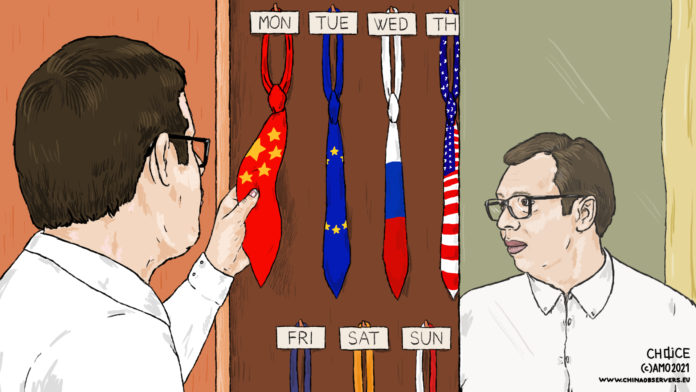 MON
TUE
WED
TH
FRI
SAT
SUN
CHOICE
(c)AMO2021
WWW.CHINAOBSERVERS.EU